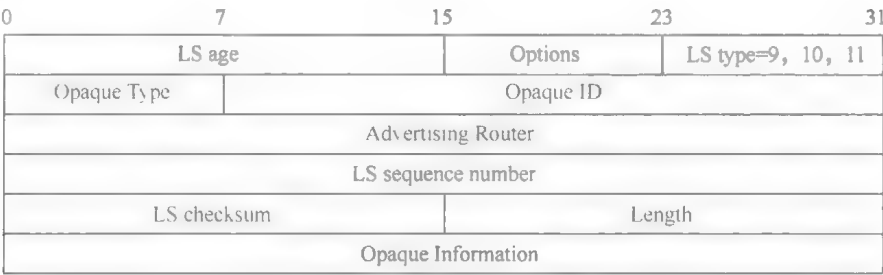 0 7 15 23 31
LS age Options LS type=9, 10, 11
Opaque Type Opaque ID
Advertising Router
LS sequence number
LS checksum Length
Opaque Information